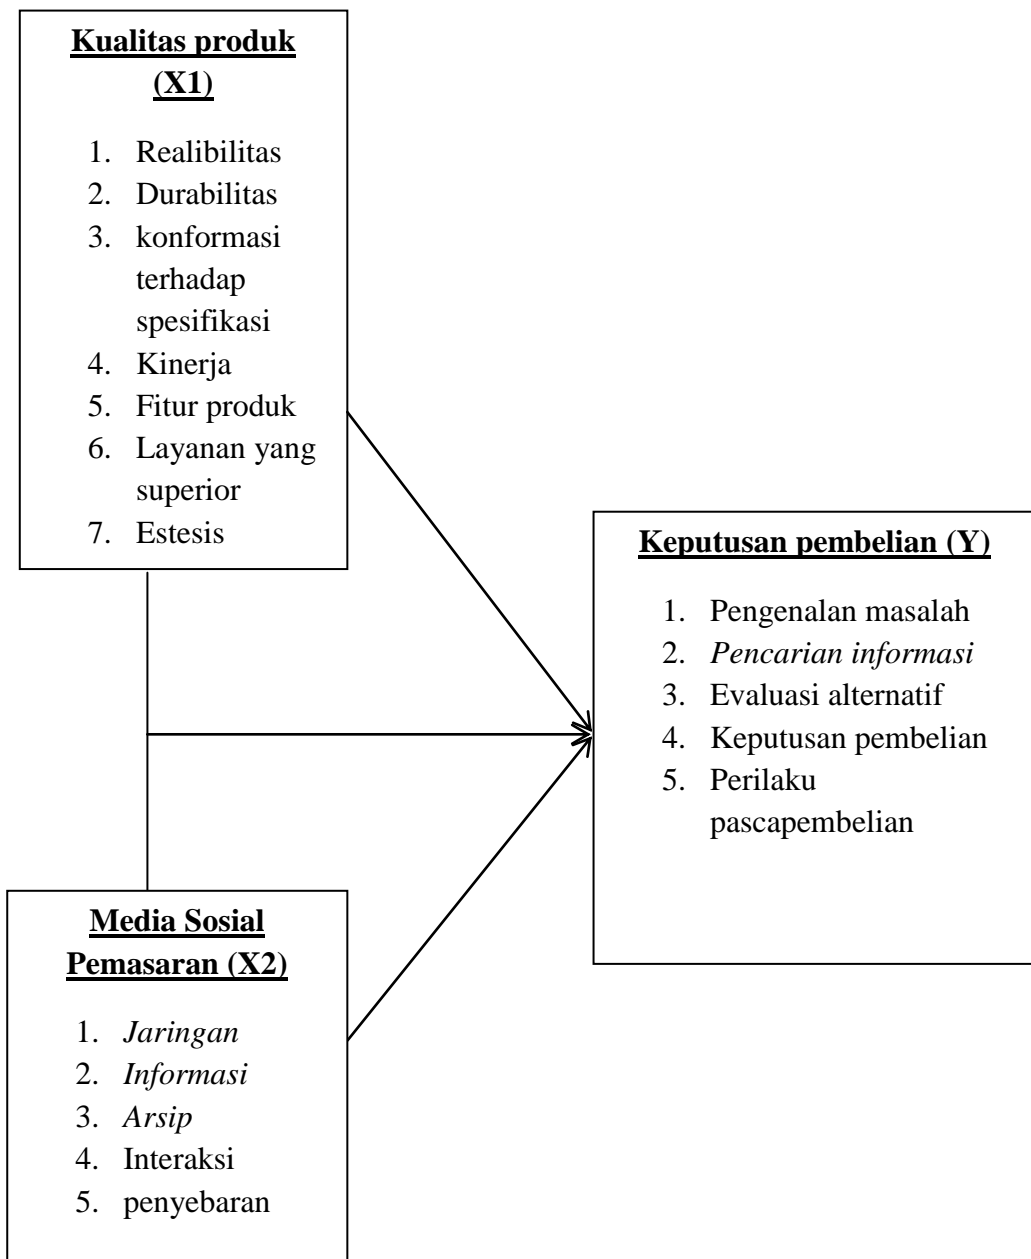 Kualitas produk
(X1)
1. Realibilitas
2. Durabilitas
3. konformasi
terhadap
spesifikasi
4. Kinerja
5. Fitur produk
6. Layanan yang
superior
7. Estesis
Keputusan pembelian (Y)
1. Pengenalan masalah
2. Pencarian informasi
3. Evaluasi alternatif
4. Keputusan pembelian
5. Perilaku
pascapembelian
Media Sosial
Pemasaran (X2)
1. Jaringan
2. Informasi
3. Arsip
4. Interaksi
5. penyebaran